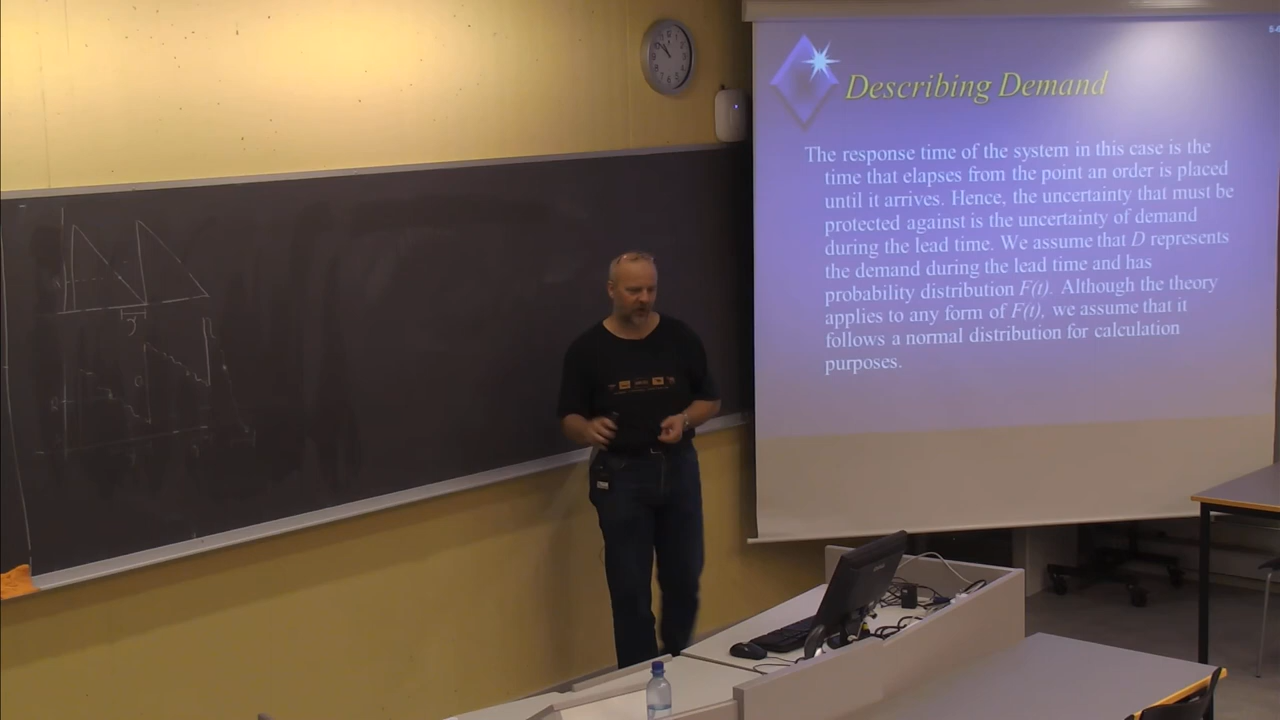 Describing Demand
The response time of the system in this case is the
time that elapses from the point an order is placed
until it arrives. Hence, the uncertainty that must be
protected against is the uncertainty of demand
during the lead time. We assume that D represents
the demand during the lead time and has
probability distribution F(t). Although the theory
applies to any form of F(t), we assume that it
follows a normal distribution for calculation
purposes.